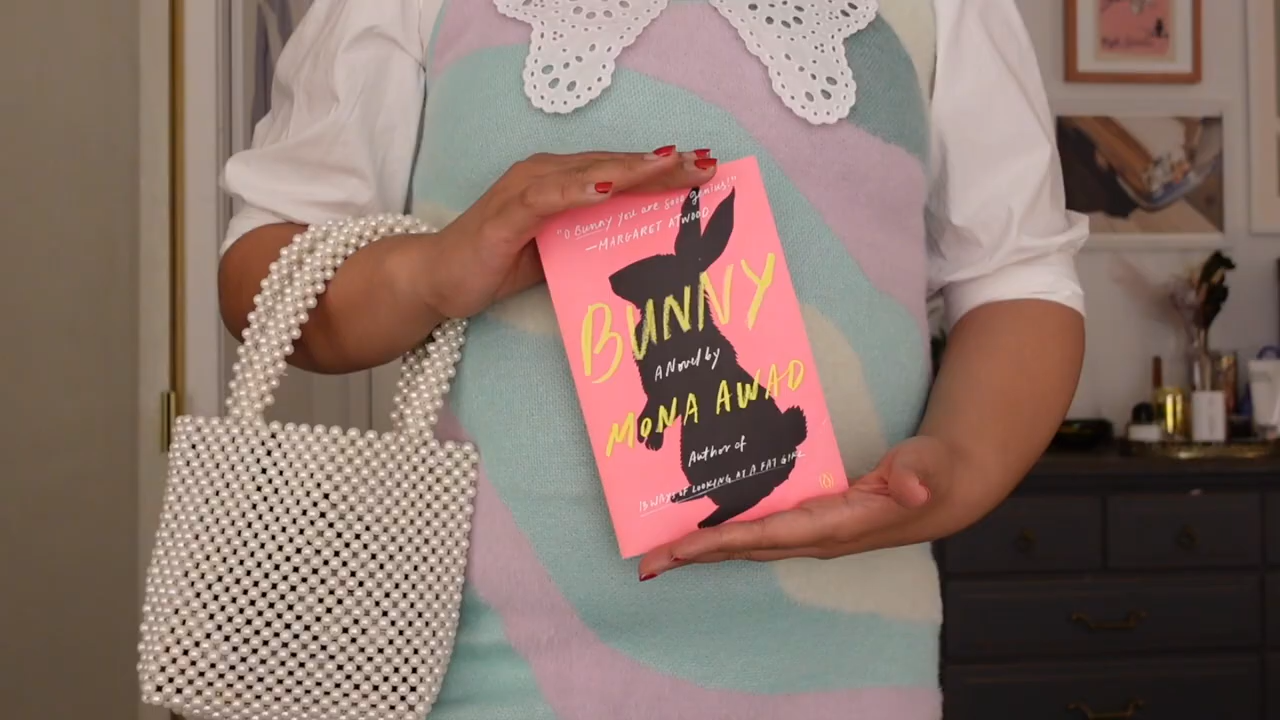 "O Bunny you are sooo genius!"
—MARGARET ATWOOD
BUNNY
A Novel by
MONA AWAD
Author of
13 WAYS OF LOOKING AT A FAT GIRL